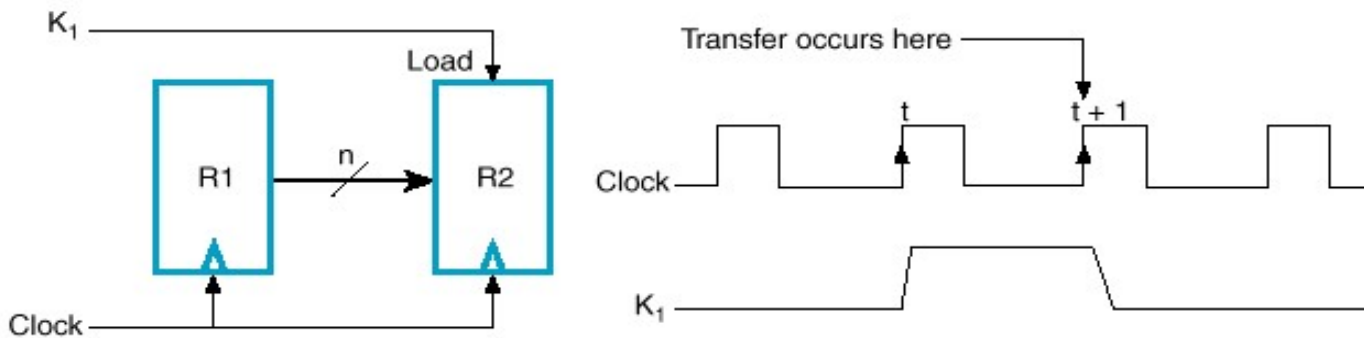 K₁
Load
R1
n
R2
Clock
Transfer occurs here
t
t + 1
Clock
K₁